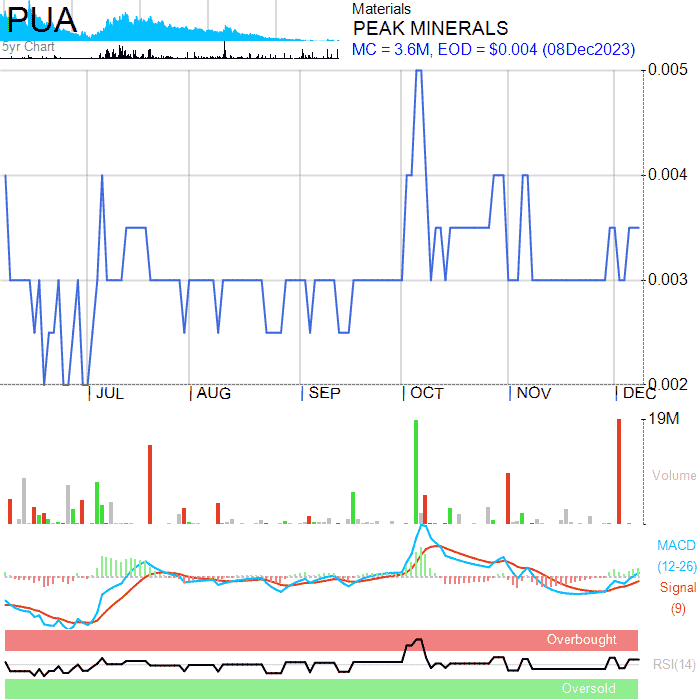 PUA
5yr Chart
Materials
PEAK MINERALS
MC = 3.6M, EOD = $0.004 (08Dec2023)
0.005
0.004
0.003
0.002
JUL AUG SEP OCT NOV DEC
19M
Volume
MACD
(12-26)
Signal
(9)
Overbought
RSI(14)
Oversold